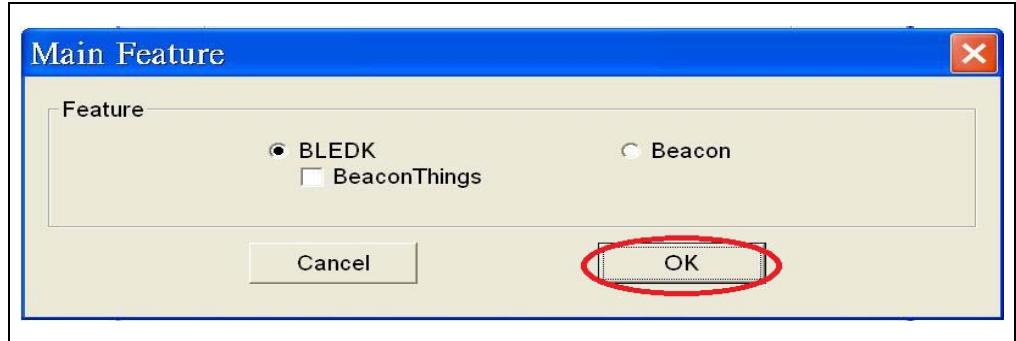 Main Feature
Feature
BLEDK
Beacon
BeaconThings
Cancel
OK